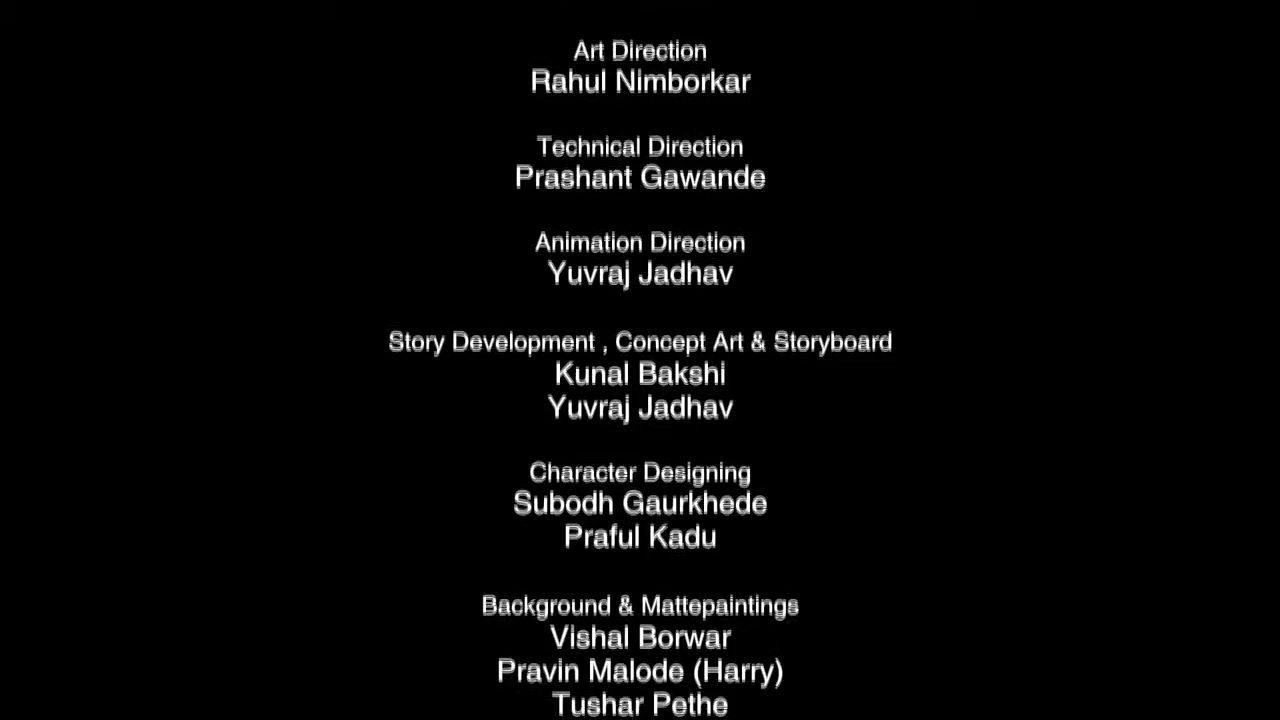 Art Direction
Rahul Nimborkar
Technical Direction
Prashant Gawande
Animation Direction
Yuvraj Jadhav
Story Development , Concept Art & Storyboard
Kunal Bakshi
Yuvraj Jadhav
Character Designing
Subodh Gaurkhede
Praful Kadu
Background & Mattepaintings
Vishal Borwar
Pravin Malode (Harry)
Tushar Pethe